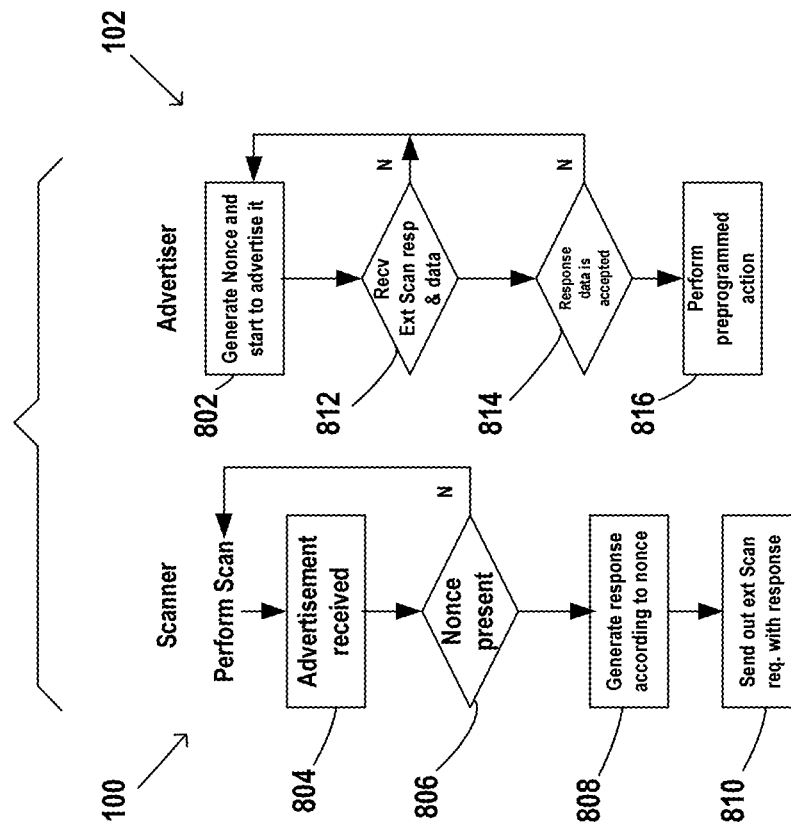 100
Scanner
Perform Scan
804
Advertisement
received
806
Nonce
present
N
808
Generate response
according to nonce
810
Send out ext Scan
req. with response
102
Advertiser
802
Generate Nonce and
start to advertise it
812
Recv
Ext Scan resp
& data
N
814
Response
data is
accepted
N
816
Perform
preprogrammed
action